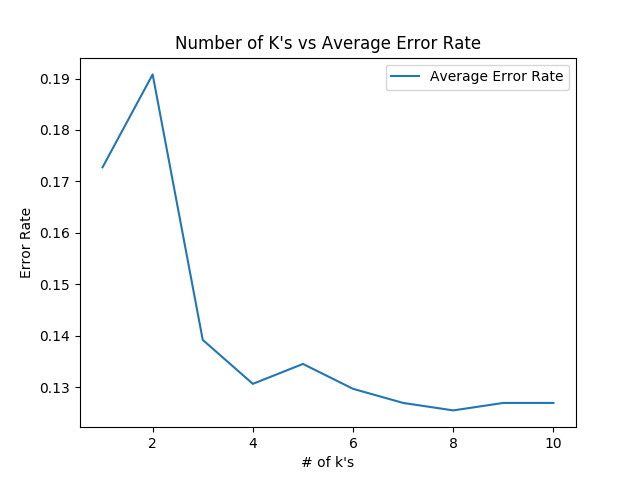 Number of K's vs Average Error Rate
Average Error Rate
0.19
0.18
0.17
0.16
0.15
0.14
0.13
Error Rate
2 4 6 8 10
# of k's